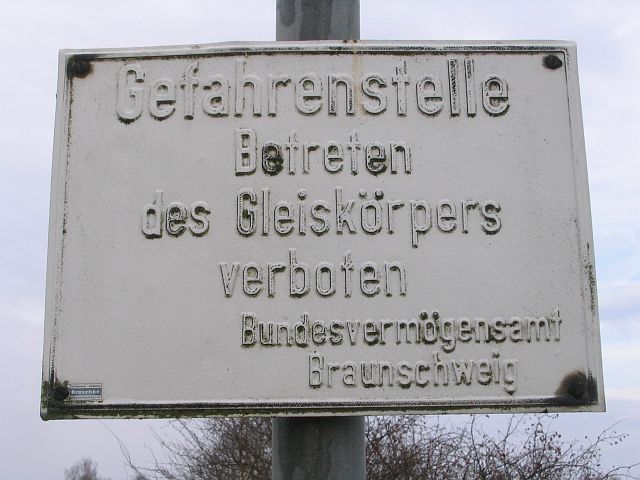 Gefahrenstelle
Betreten
des Gleiskörpers
verboten
Bundesvermögensamt
Braunschweig